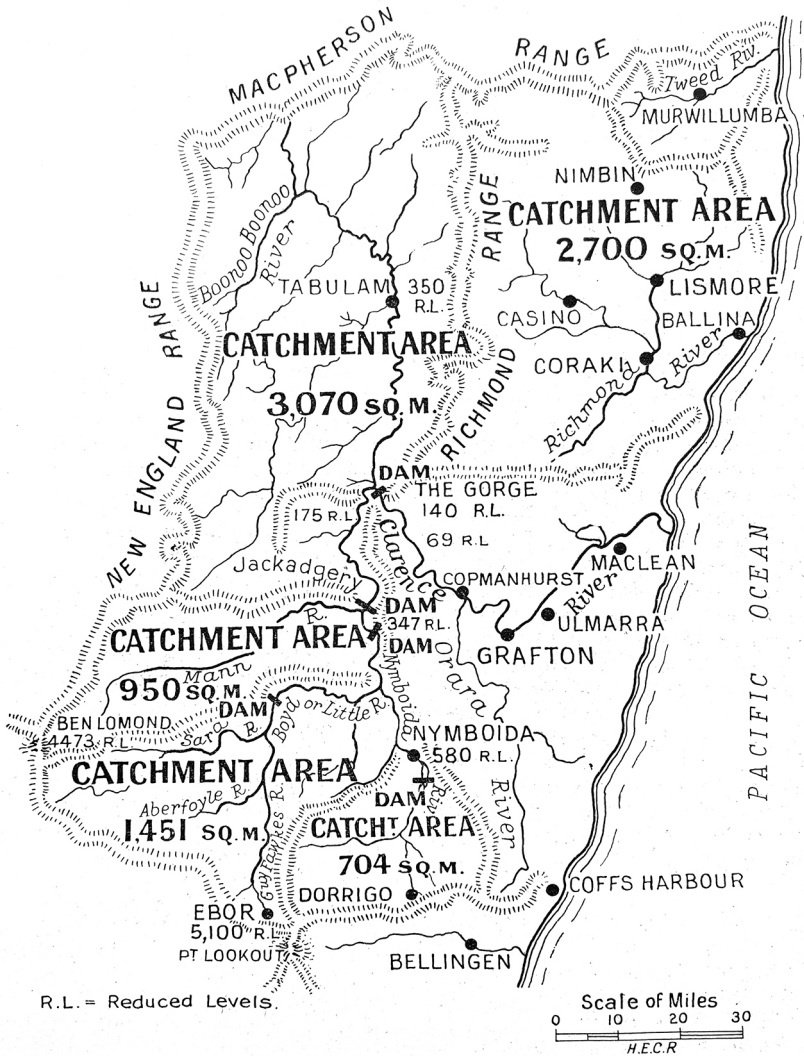 MACPHERSON RANGE
Tweed Riv.
MURWILLUMBA
NIMBIN
CATCHMENT AREA
2,700 SQ.M.
RICHMOND RANGE
Boonoo Boonoo
River
TABULAM
350
R.L.
LISMORE
CASINO
BALLINA
CORAKI
Richmond River
NEW ENGLAND RANGE
CATCHMENT AREA
3,070 SQ.M.
DAM
THE GORGE
140 R.L.
175 R.L.
69 R.L
Clarence
River
Jackadgery
COPMANHURST
MACLEAN
ULMARRA
GRAFTON
PACIFIC OCEAN
DAM
347 R.L.
DAM
CATCHMENT AREA
950 SQ.M.
Mann
R.
DAM
BEN LOMOND
4473 R.L
Sara
R.
Boyd or Little R.
Nymboida
Riv.
Orara
River
NYMBOIDA
580 R.L.
CATCHMENT AREA
Aberfoyle R.
1,451 SQ.M.
Guy Fawkes R.
DAM
CATCHT. AREA
704 SQ.M.
DORRIGO
COFFS HARBOUR
EBOR
5,100 R.L
PT LOOKOUT
BELLINGEN
R.L. = Reduced Levels.
Scale of Miles
0 10 20 30
H.E.C.R